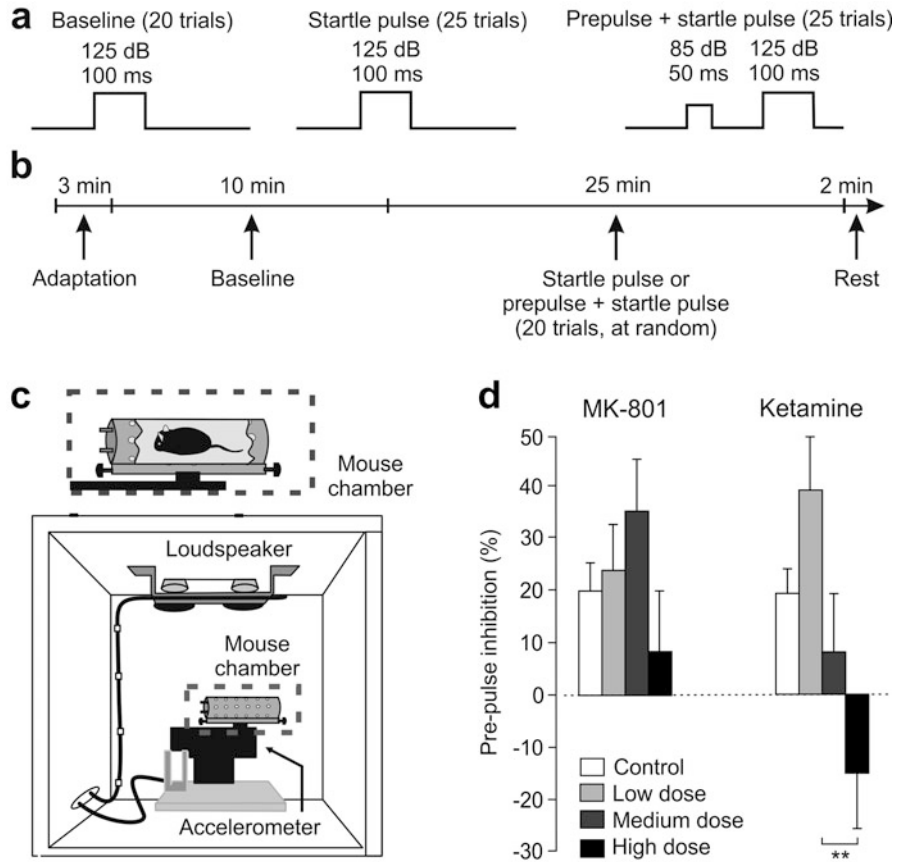 a
Baseline (20 trials)
125 dB
100 ms
Startle pulse (25 trials)
125 dB
100 ms
Prepulse + startle pulse (25 trials)
85 dB
50 ms
125 dB
100 ms
b
3 min
10 min
25 min
2 min
Adaptation
Baseline
Startle pulse or
prepulse + startle pulse
(20 trials, at random)
Rest
c
Mouse
chamber
Loudspeaker
Mouse
chamber
Accelerometer
d
MK-801
Ketamine
Pre-pulse inhibition (%)
50
40
30
20
10
0
-10
-20
-30
Control
Low dose
Medium dose
High dose
**